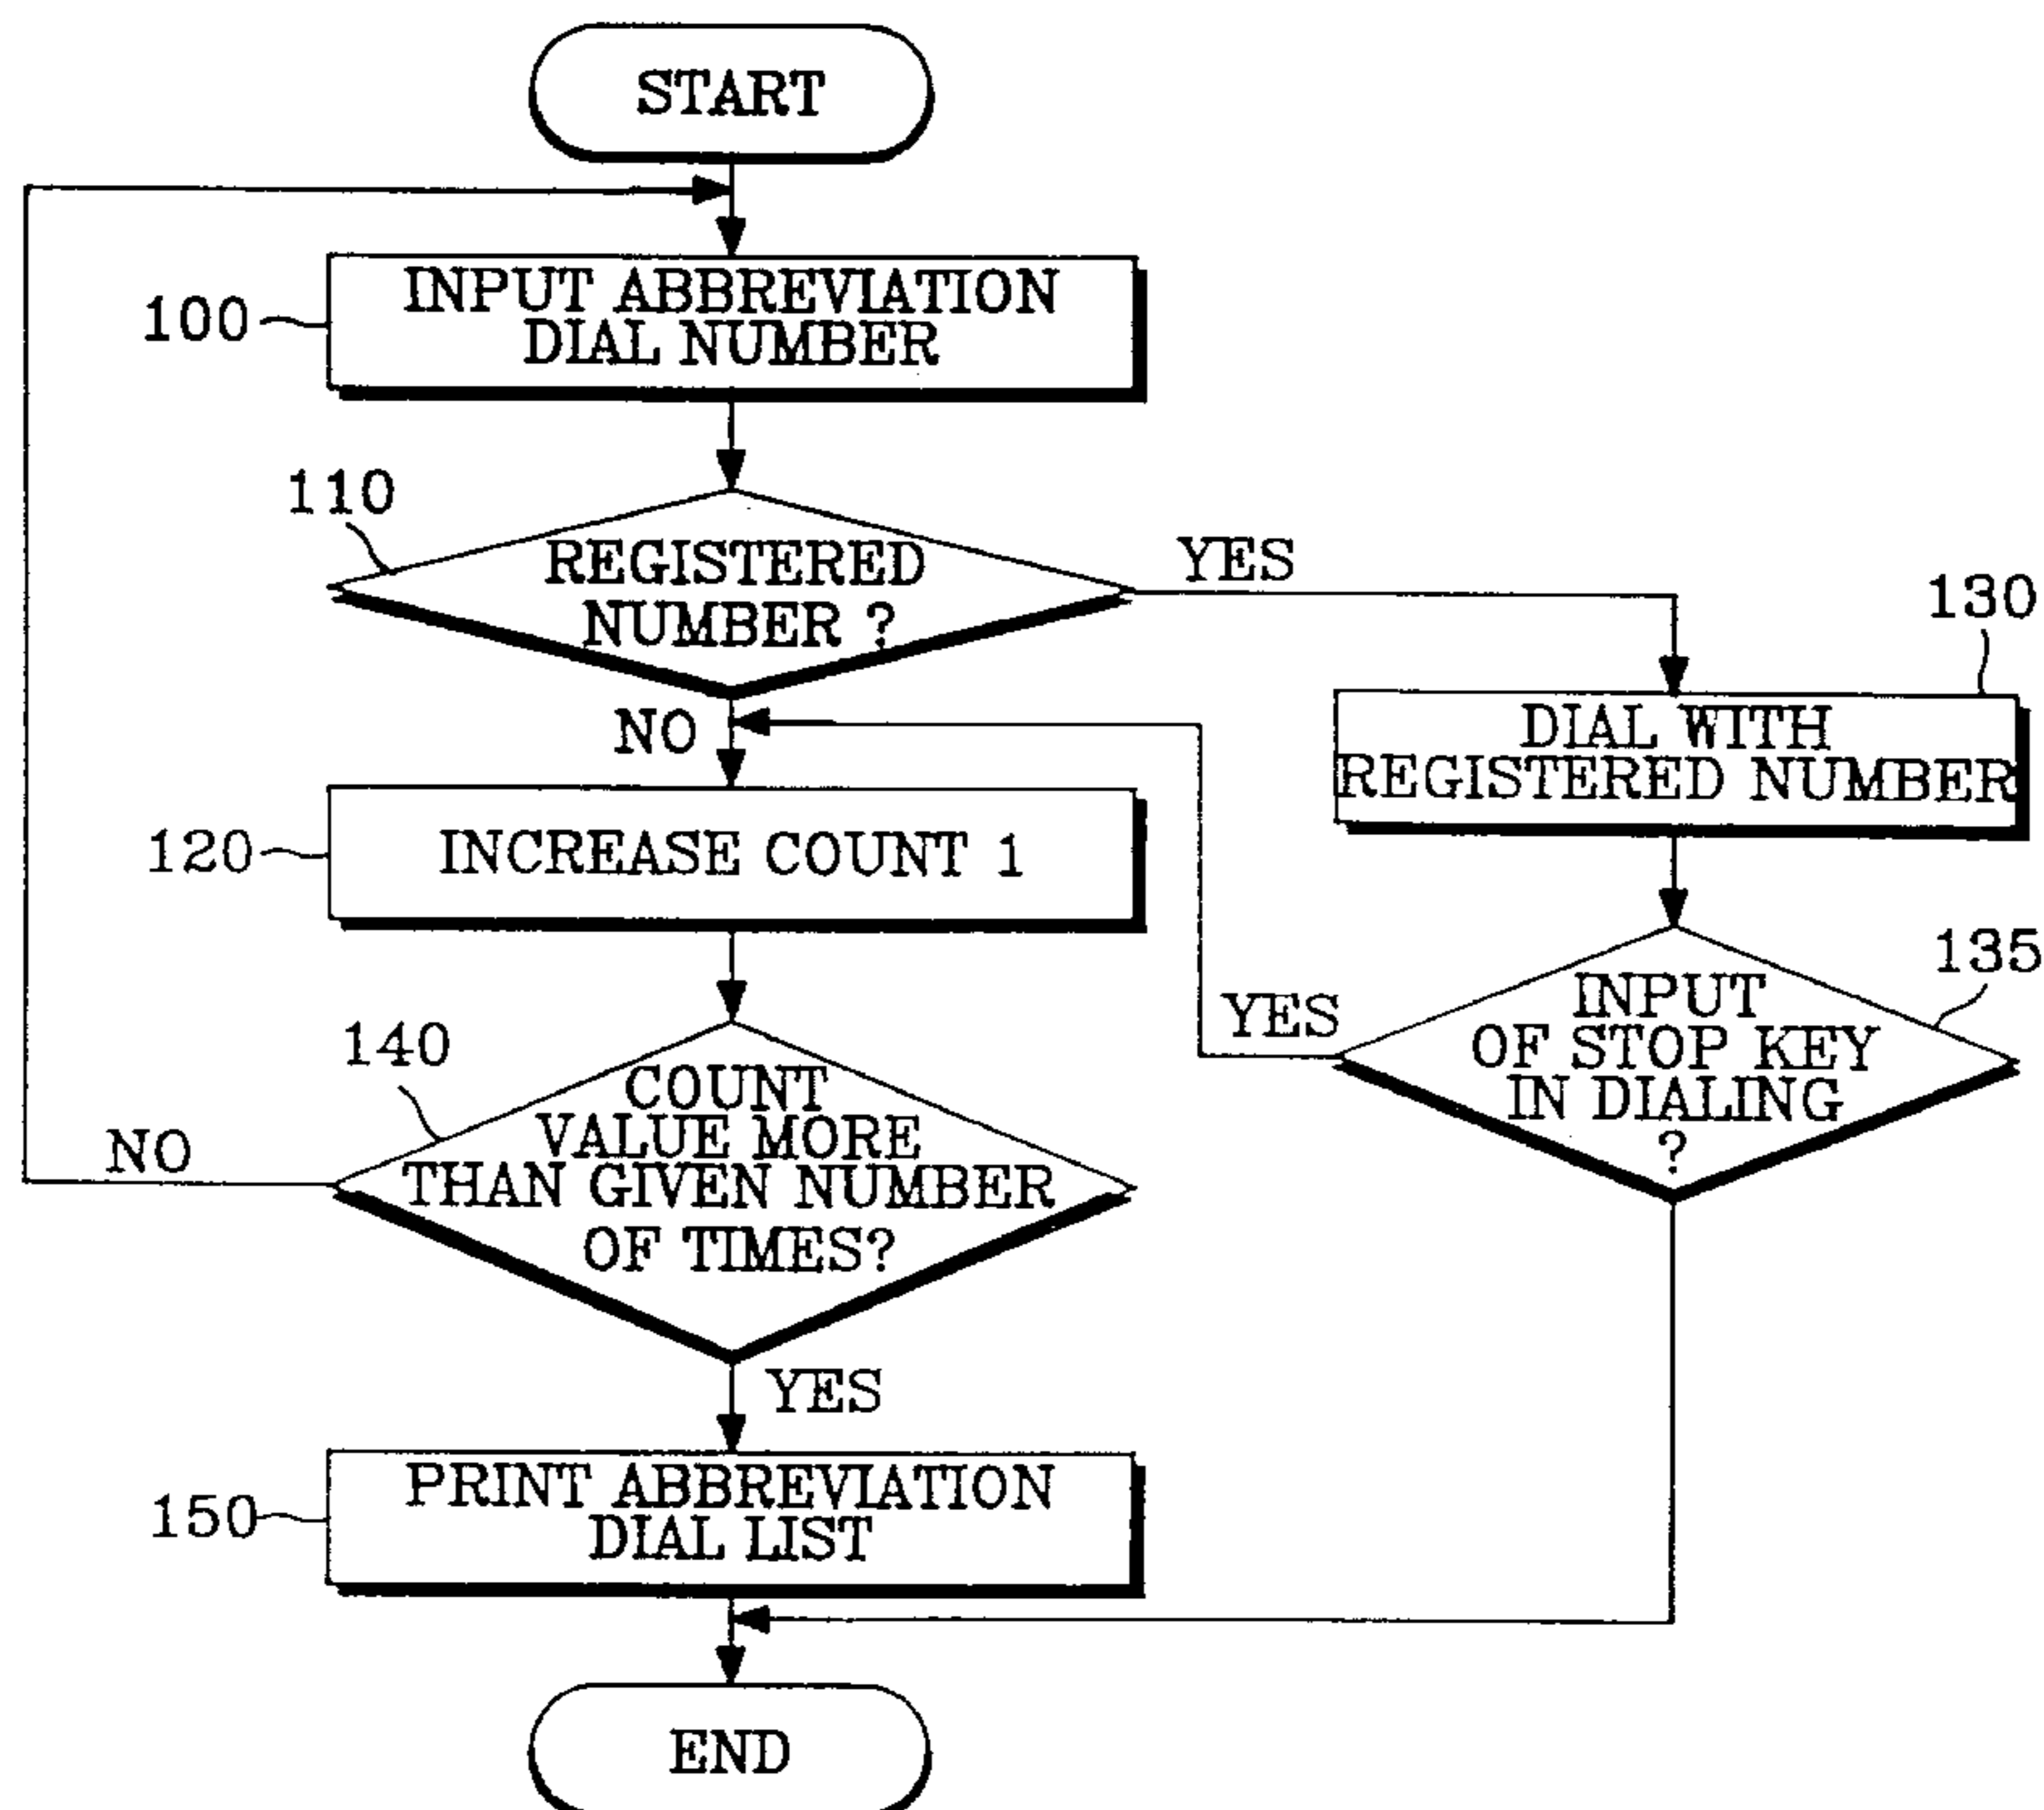 START
INPUT ABBREVIATION
DIAL NUMBER
100
110
REGISTERED
NUMBER ?
YES
130
NO
DIAL WITH
REGISTERED NUMBER
120
INCREASE COUNT 1
135
INPUT
OF STOP KEY
IN DIALING
?
YES
140
COUNT
VALUE MORE
THAN GIVEN NUMBER
OF TIMES?
NO
YES
150
PRINT ABBREVIATION
DIAL LIST
END